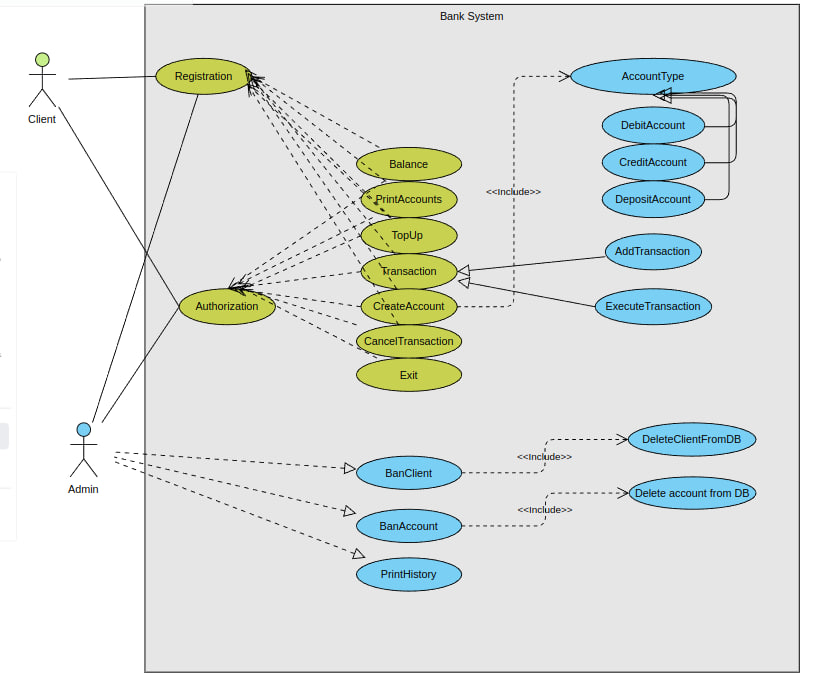 Bank System
Registration
AccountType
Client
DebitAccount
Balance
CreditAccount
<<Include>>
PrintAccounts
DepositAccount
TopUp
AddTransaction
Transaction
Authorization
CreateAccount
ExecuteTransaction
CancelTransaction
Exit
DeleteClientFromDB
<<Include>>
BanClient
Admin
Delete account from DB
<<Include>>
BanAccount
PrintHistory